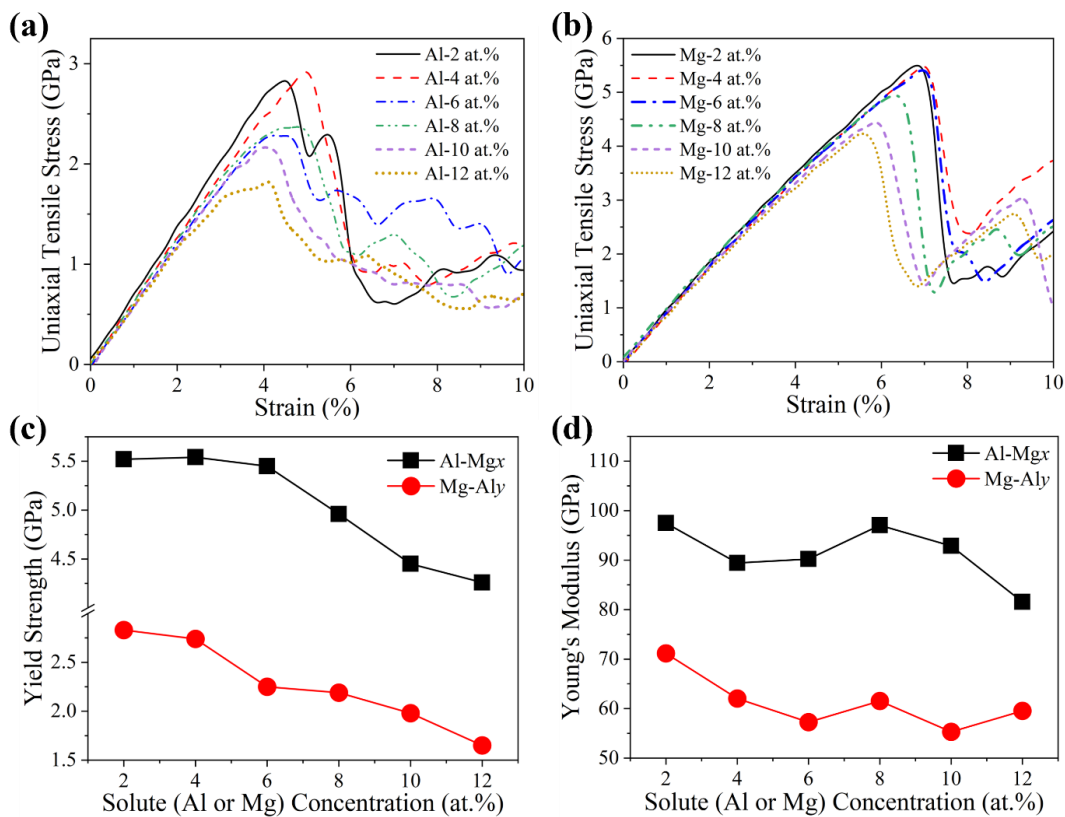 (a)
Uniaxial Tensile Stress (GPa)
3
2
1
0
0 2 4 6 8 10
Strain (%)
Al-2 at.%
Al-4 at.%
Al-6 at.%
Al-8 at.%
Al-10 at.%
Al-12 at.%
(b)
Uniaxial Tensile Stress (GPa)
6
5
4
3
2
1
0
0 2 4 6 8 10
Strain (%)
Mg-2 at.%
Mg-4 at.%
Mg-6 at.%
Mg-8 at.%
Mg-10 at.%
Mg-12 at.%
(c)
Yield Strength (GPa)
5.5
5.0
4.5
2.5
2.0
1.5
2 4 6 8 10 12
Solute (Al or Mg) Concentration (at.%)
Al-Mgx
Mg-Aly
(d)
Young's Modulus (GPa)
110
100
90
80
70
60
50
2 4 6 8 10 12
Solute (Al or Mg) Concentration (at.%)
Al-Mgx
Mg-Aly